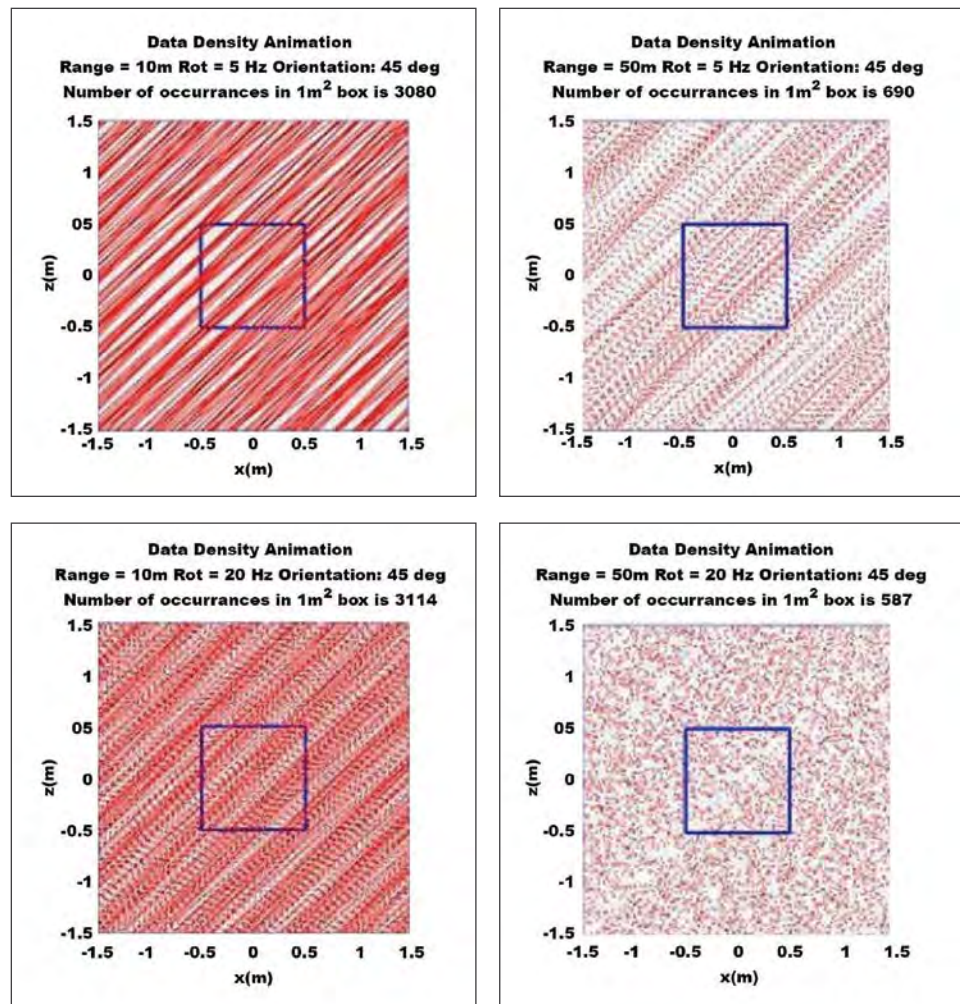 Data Density Animation
Range = 10m Rot = 5 Hz Orientation: 45 deg
Number of occurrances in 1m² box is 3080
1.5
1
05
0
-0.5
-1
-1.5
z(m)
-1.5 -1 -0.5 0 0.5 1 1.5
x(m)
Data Density Animation
Range = 50m Rot = 5 Hz Orientation: 45 deg
Number of occurrances in 1m² box is 690
1.5
1
05
0
-0.5
-1
-1.5
z(m)
-1.5 -1 -0.5 0 0.5 1 1.5
x(m)
Data Density Animation
Range = 10m Rot = 20 Hz Orientation: 45 deg
Number of occurrances in 1m² box is 3114
1.5
1
05
0
-0.5
-1
-1.5
z(m)
-1.5 -1 -0.5 0 0.5 1 1.5
x(m)
Data Density Animation
Range = 50m Rot = 20 Hz Orientation: 45 deg
Number of occurrances in 1m² box is 587
1.5
1
05
0
-0.5
-1
-1.5
z(m)
-1.5 -1 -0.5 0 0.5 1 1.5
x(m)